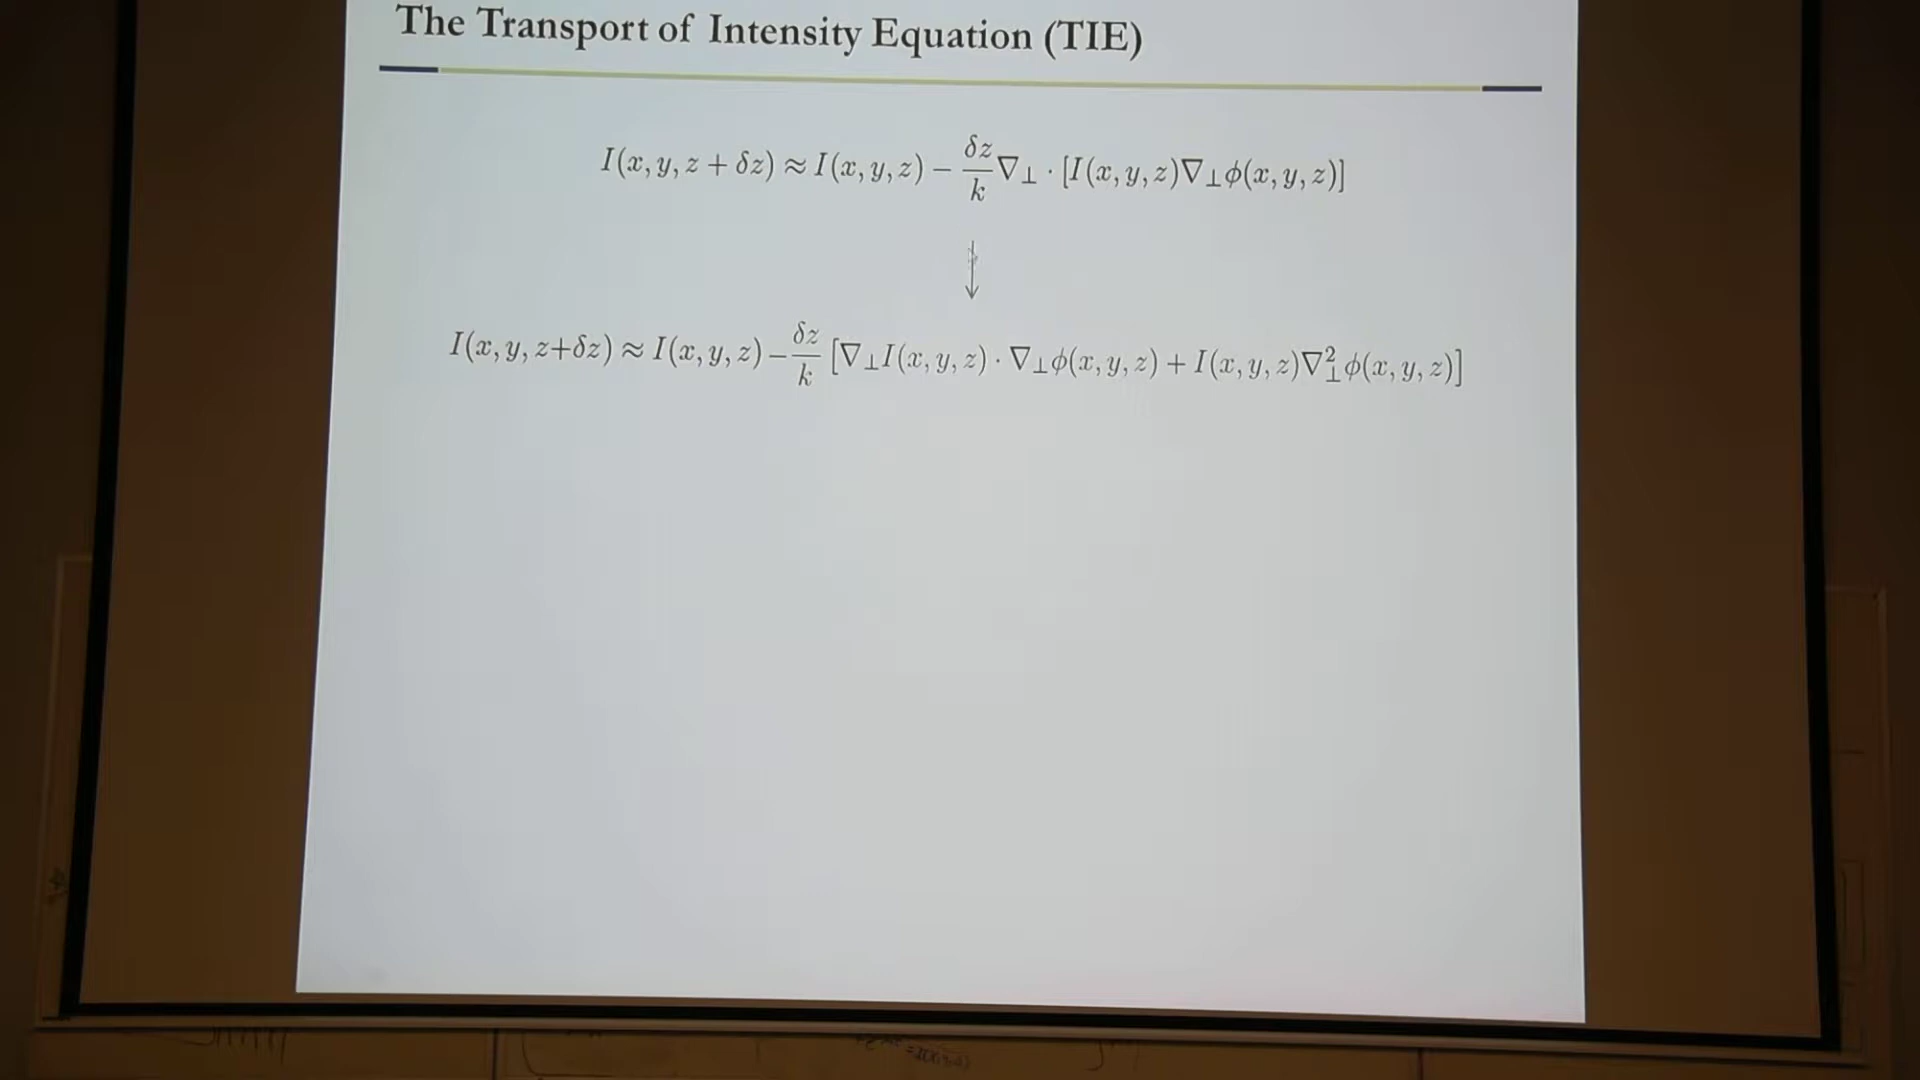 The Transport of Intensity Equation (TIE)
I(x, y, z + δz) ≈ I(x, y, z) − δz/k ∇⊥ · [I(x, y, z)∇⊥ϕ(x, y, z)]
↓
I(x, y, z+δz) ≈ I(x, y, z) − δz/k [∇⊥I(x, y, z) · ∇⊥ϕ(x, y, z) + I(x, y, z)∇⊥²ϕ(x, y, z)]